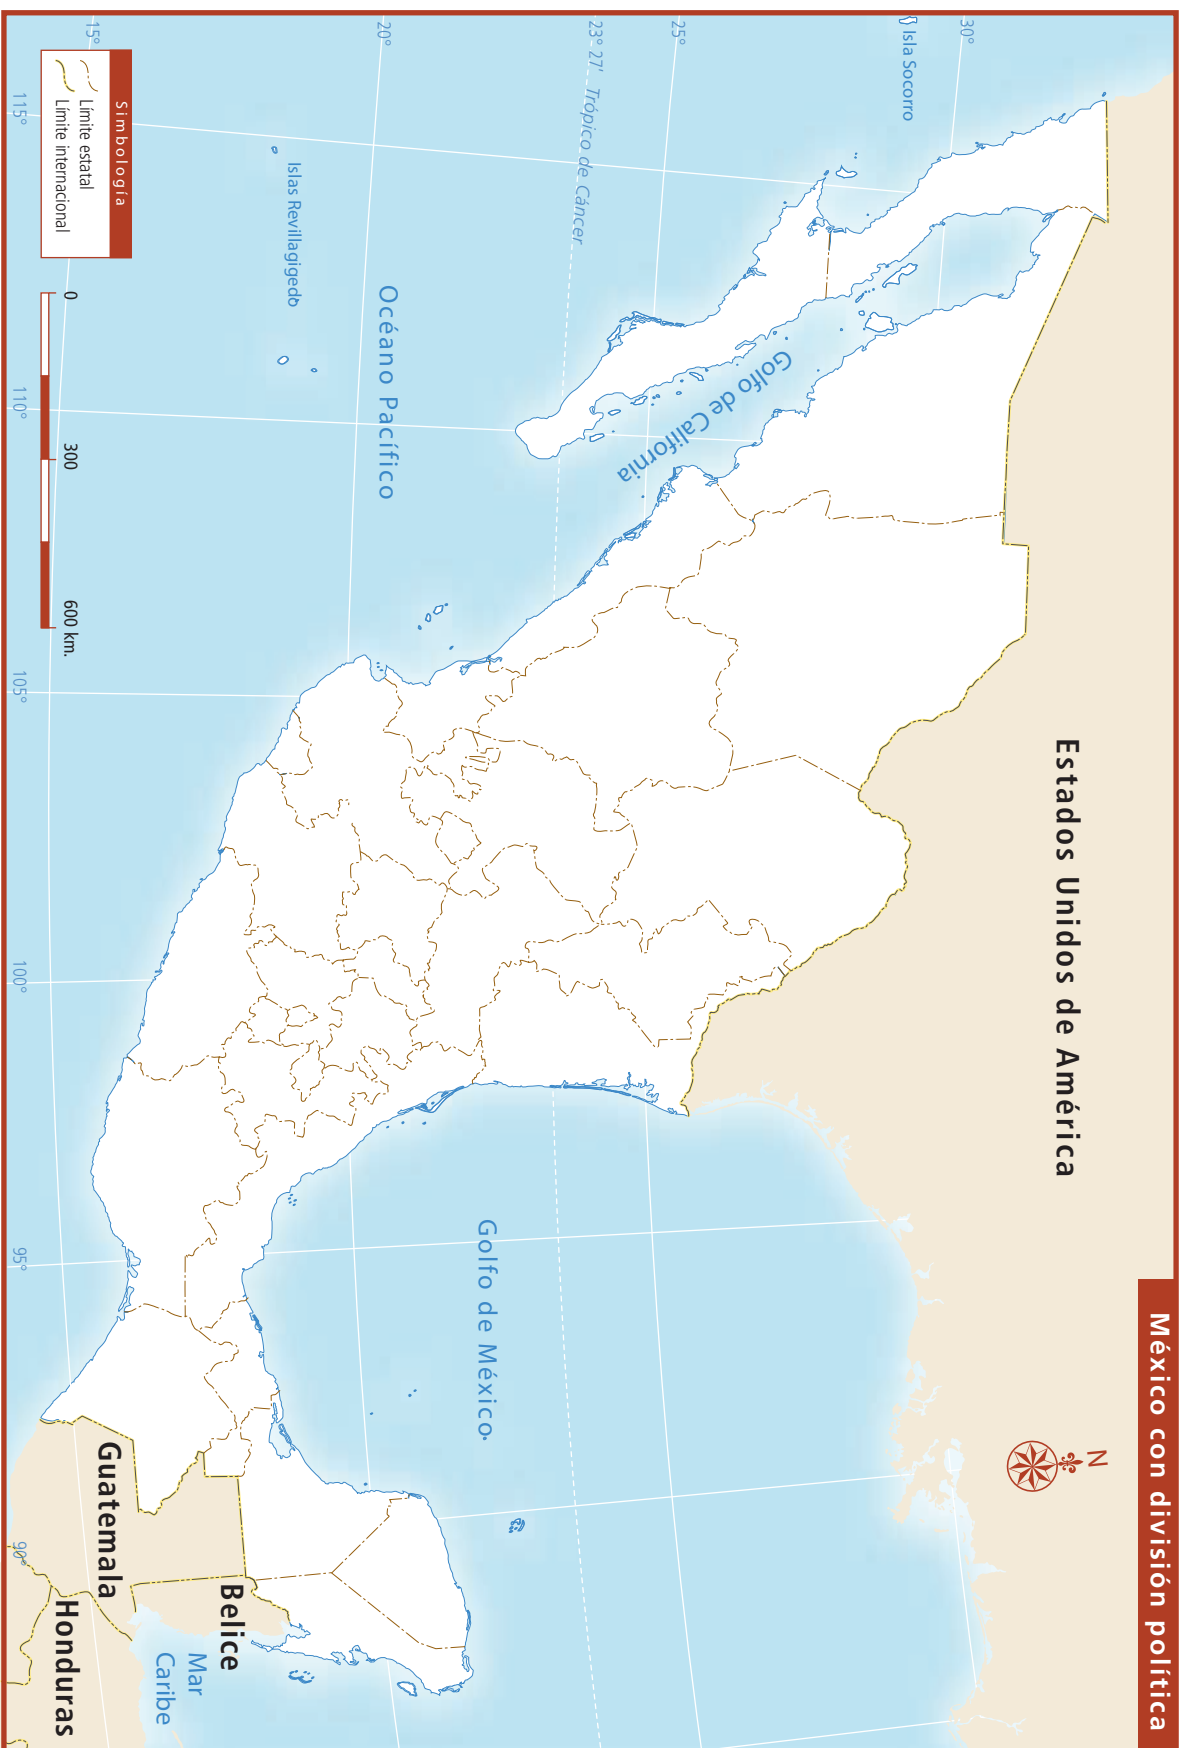 México con división política
N
Estados Unidos de América
30°
25°
23° 27' Trópico de Cáncer
20°
15°
Isla Socorro
Golfo de California
Golfo de México
Océano Pacífico
Islas Revillagigedo
Belice
Guatemala
Honduras
Mar
Caribe
Simbología
Límite estatal
Límite internacional
0
300
600 km.
115°
110°
105°
100°
95°
90°